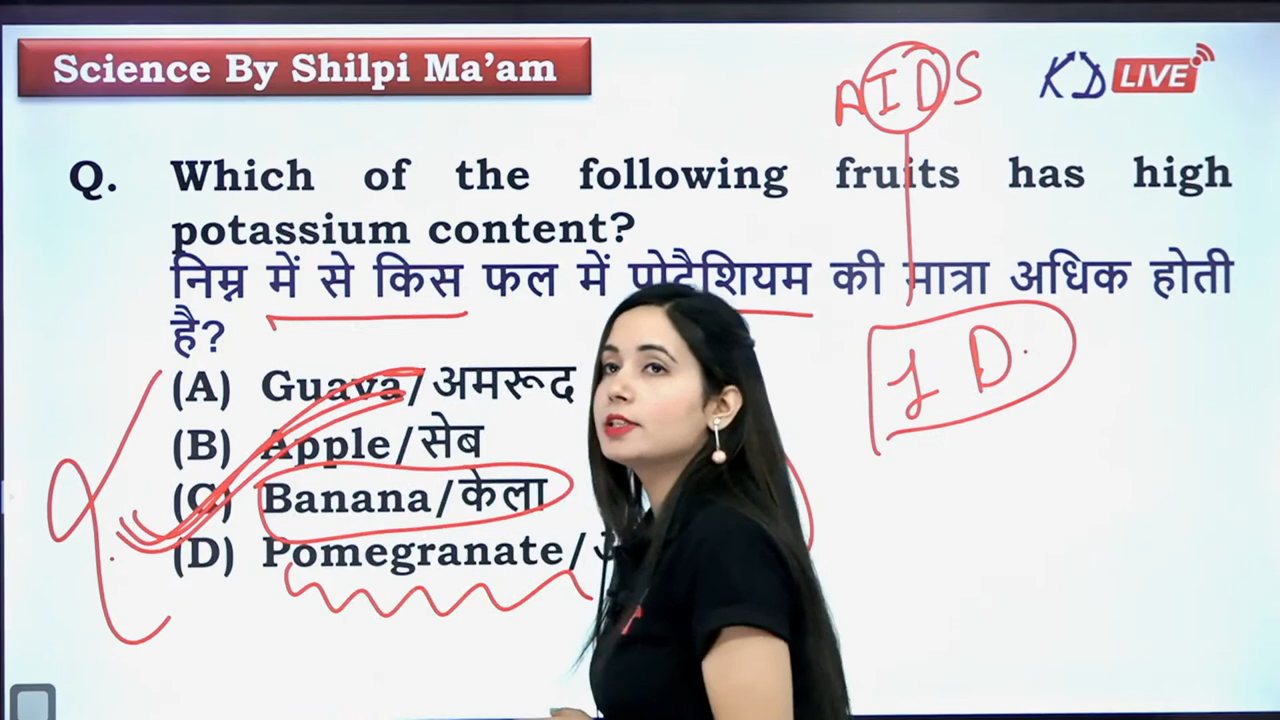 Science By Shilpi Ma'am
AIDS
KD LIVE
Q. Which of the following fruits has high
potassium content?
निम्न में से किस फल में पोटैशियम की मात्रा अधिक होती
है?
I D.
(A) Guava/अमरूद
(B) Apple/सेब
(C) Banana/केला
(D) Pomegranate/